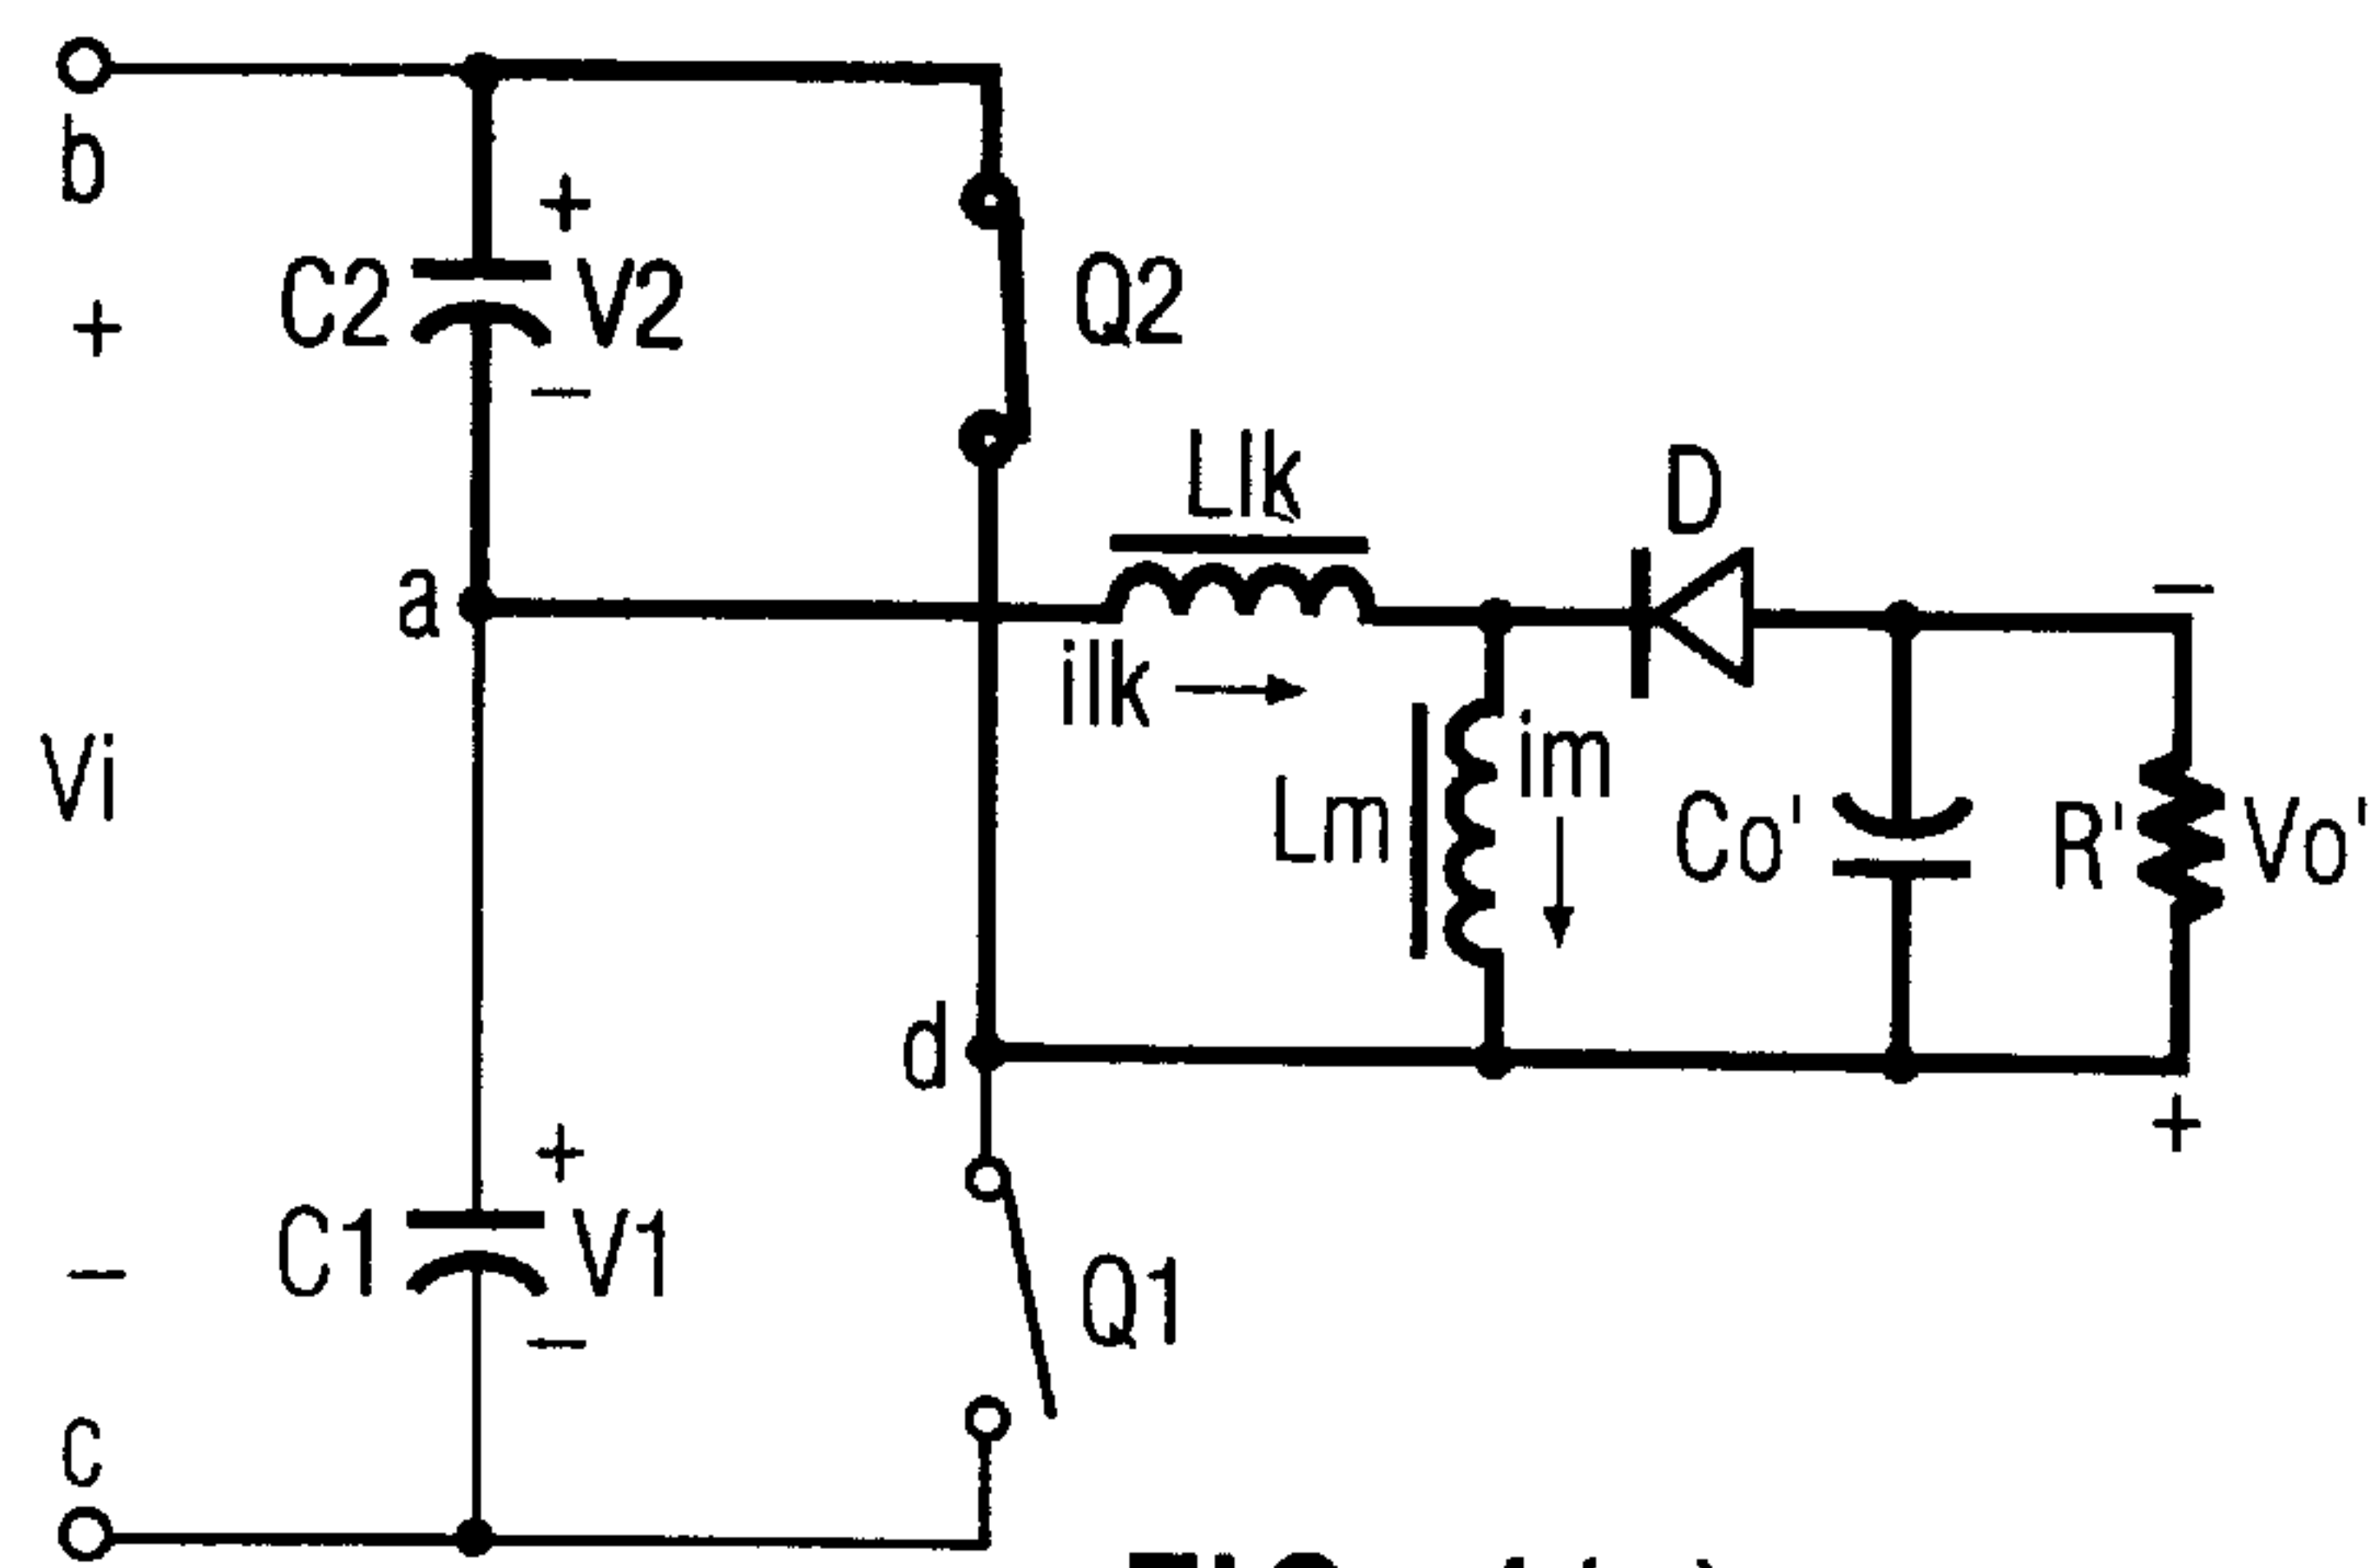 b
+
C2
+
V2
−
Q2
Llk
D
−
a
ilk
im
Vi
Lm
Co'
R'
Vo'
d
+
+
C1
V1
−
−
Q1
c